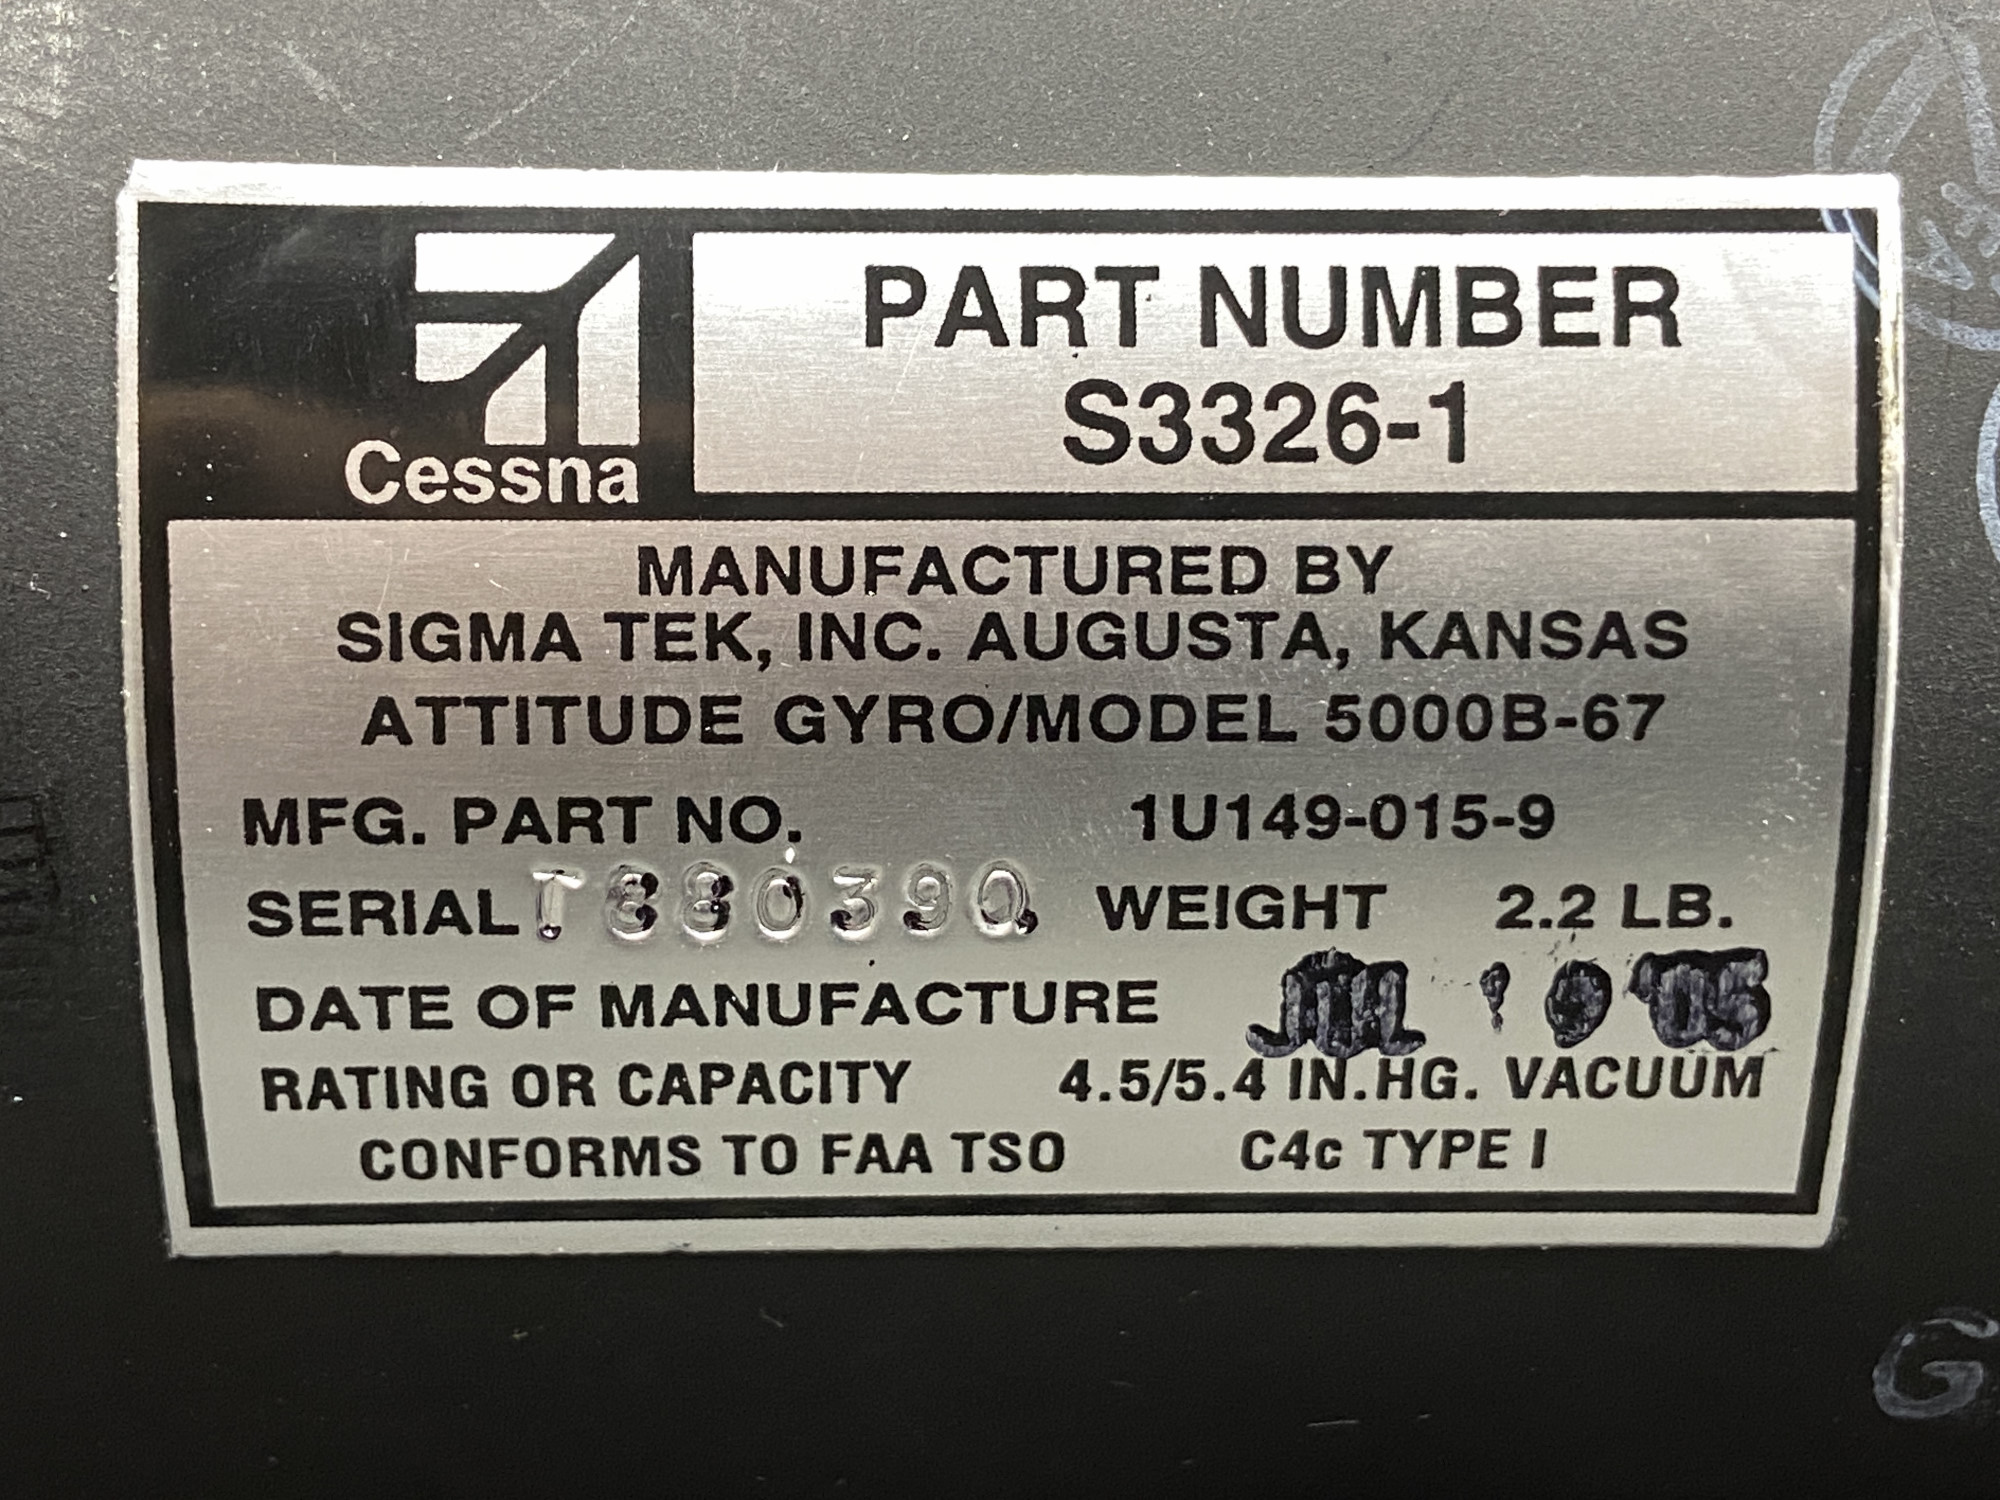 Cessna
PART NUMBER
S3326-1
MANUFACTURED BY
SIGMA TEK, INC. AUGUSTA, KANSAS
ATTITUDE GYRO/MODEL 5000B-67
MFG. PART NO. 1U149-015-9
SERIAL T88039Q WEIGHT 2.2 LB.
DATE OF MANUFACTURE
RATING OR CAPACITY 4.5/5.4 IN.HG. VACUUM
CONFORMS TO FAA TSO C4c TYPE I
G